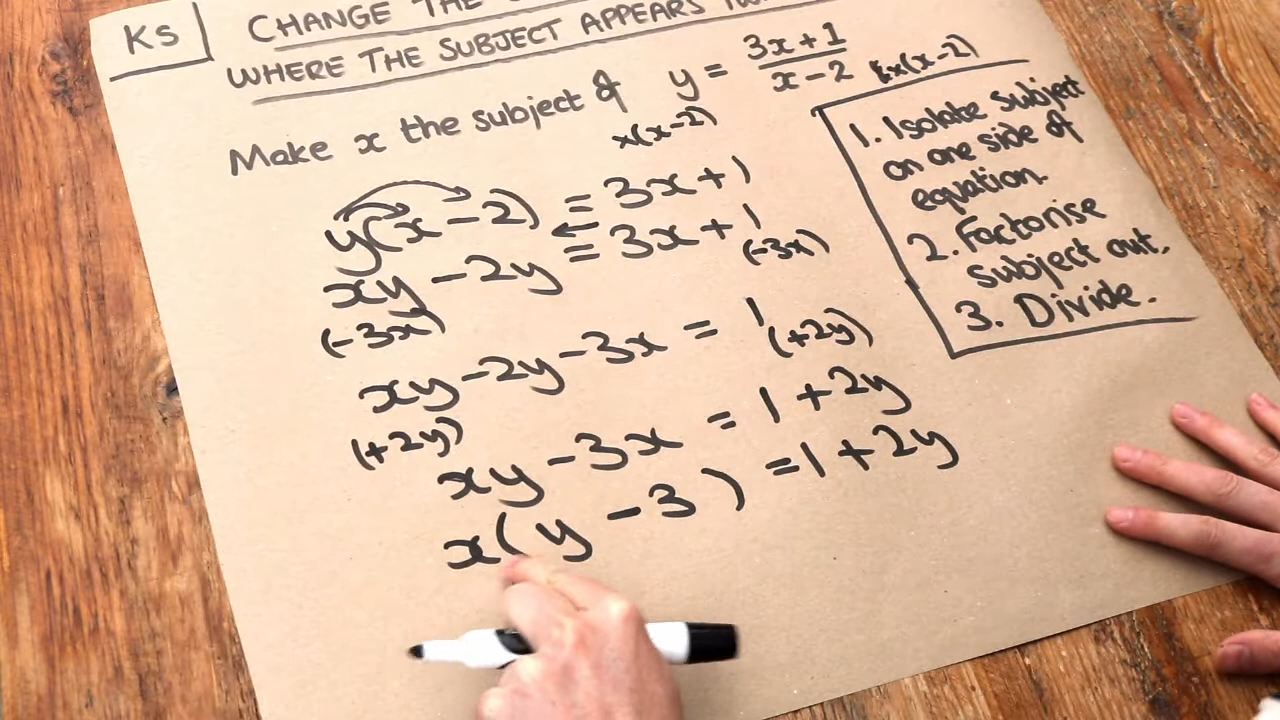 Ks
CHANGE THE
WHERE THE SUBJECT APPEARS
Make x the subject of y = (3x+1)/(x-2) x(x-2)
x(x-2)
y(x-2) = 3x+1
xy - 2y = 3x+1
(-3x) (-3x)
xy-2y-3x = 1
(+2y) (+2y)
xy-3x = 1+2y
x(y-3) = 1+2y
1. Isolate subject
on one side of
equation.
2. Factorise
subject out.
3. Divide.